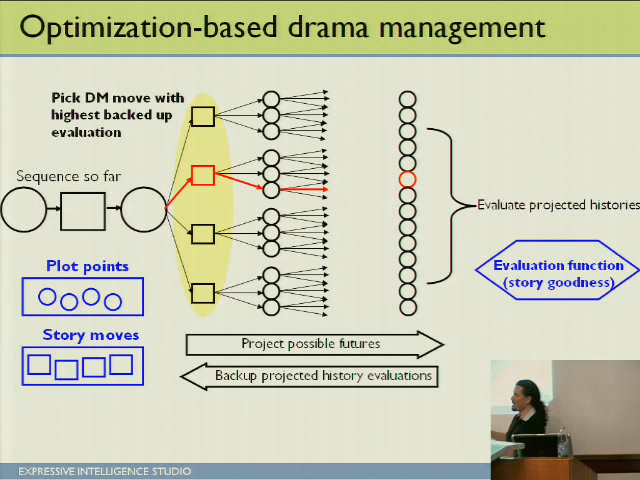 Optimization-based drama management
Pick DM move with
highest backed up
evaluation
Sequence so far
Evaluate projected histories
Plot points
Evaluation function
(story goodness)
Story moves
Project possible futures
Backup projected history evaluations
EXPRESSIVE INTELLIGENCE STUDIO